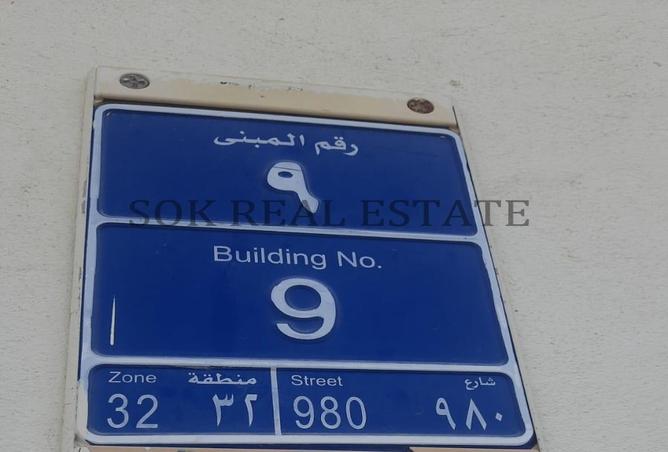 رقم المبنى
٩
SOK REAL ESTATE
Building No.
9
Zone منطقة Street شارع
32 ٣٢ 980 ٩٨٠